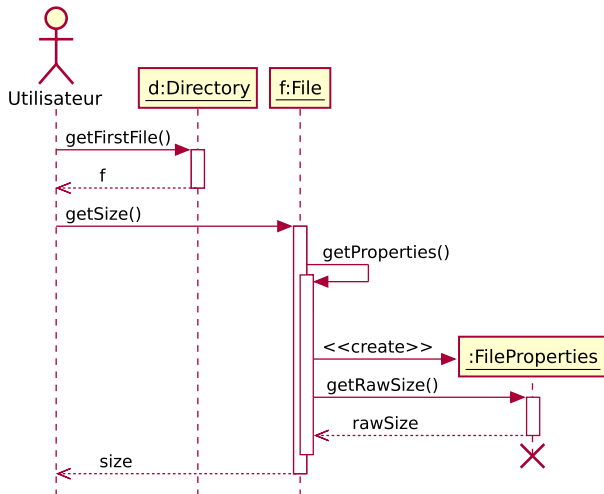 Utilisateur
d:Directory
f:File
getFirstFile()
f
getSize()
getProperties()
<<create>>
:FileProperties
getRawSize()
rawSize
size